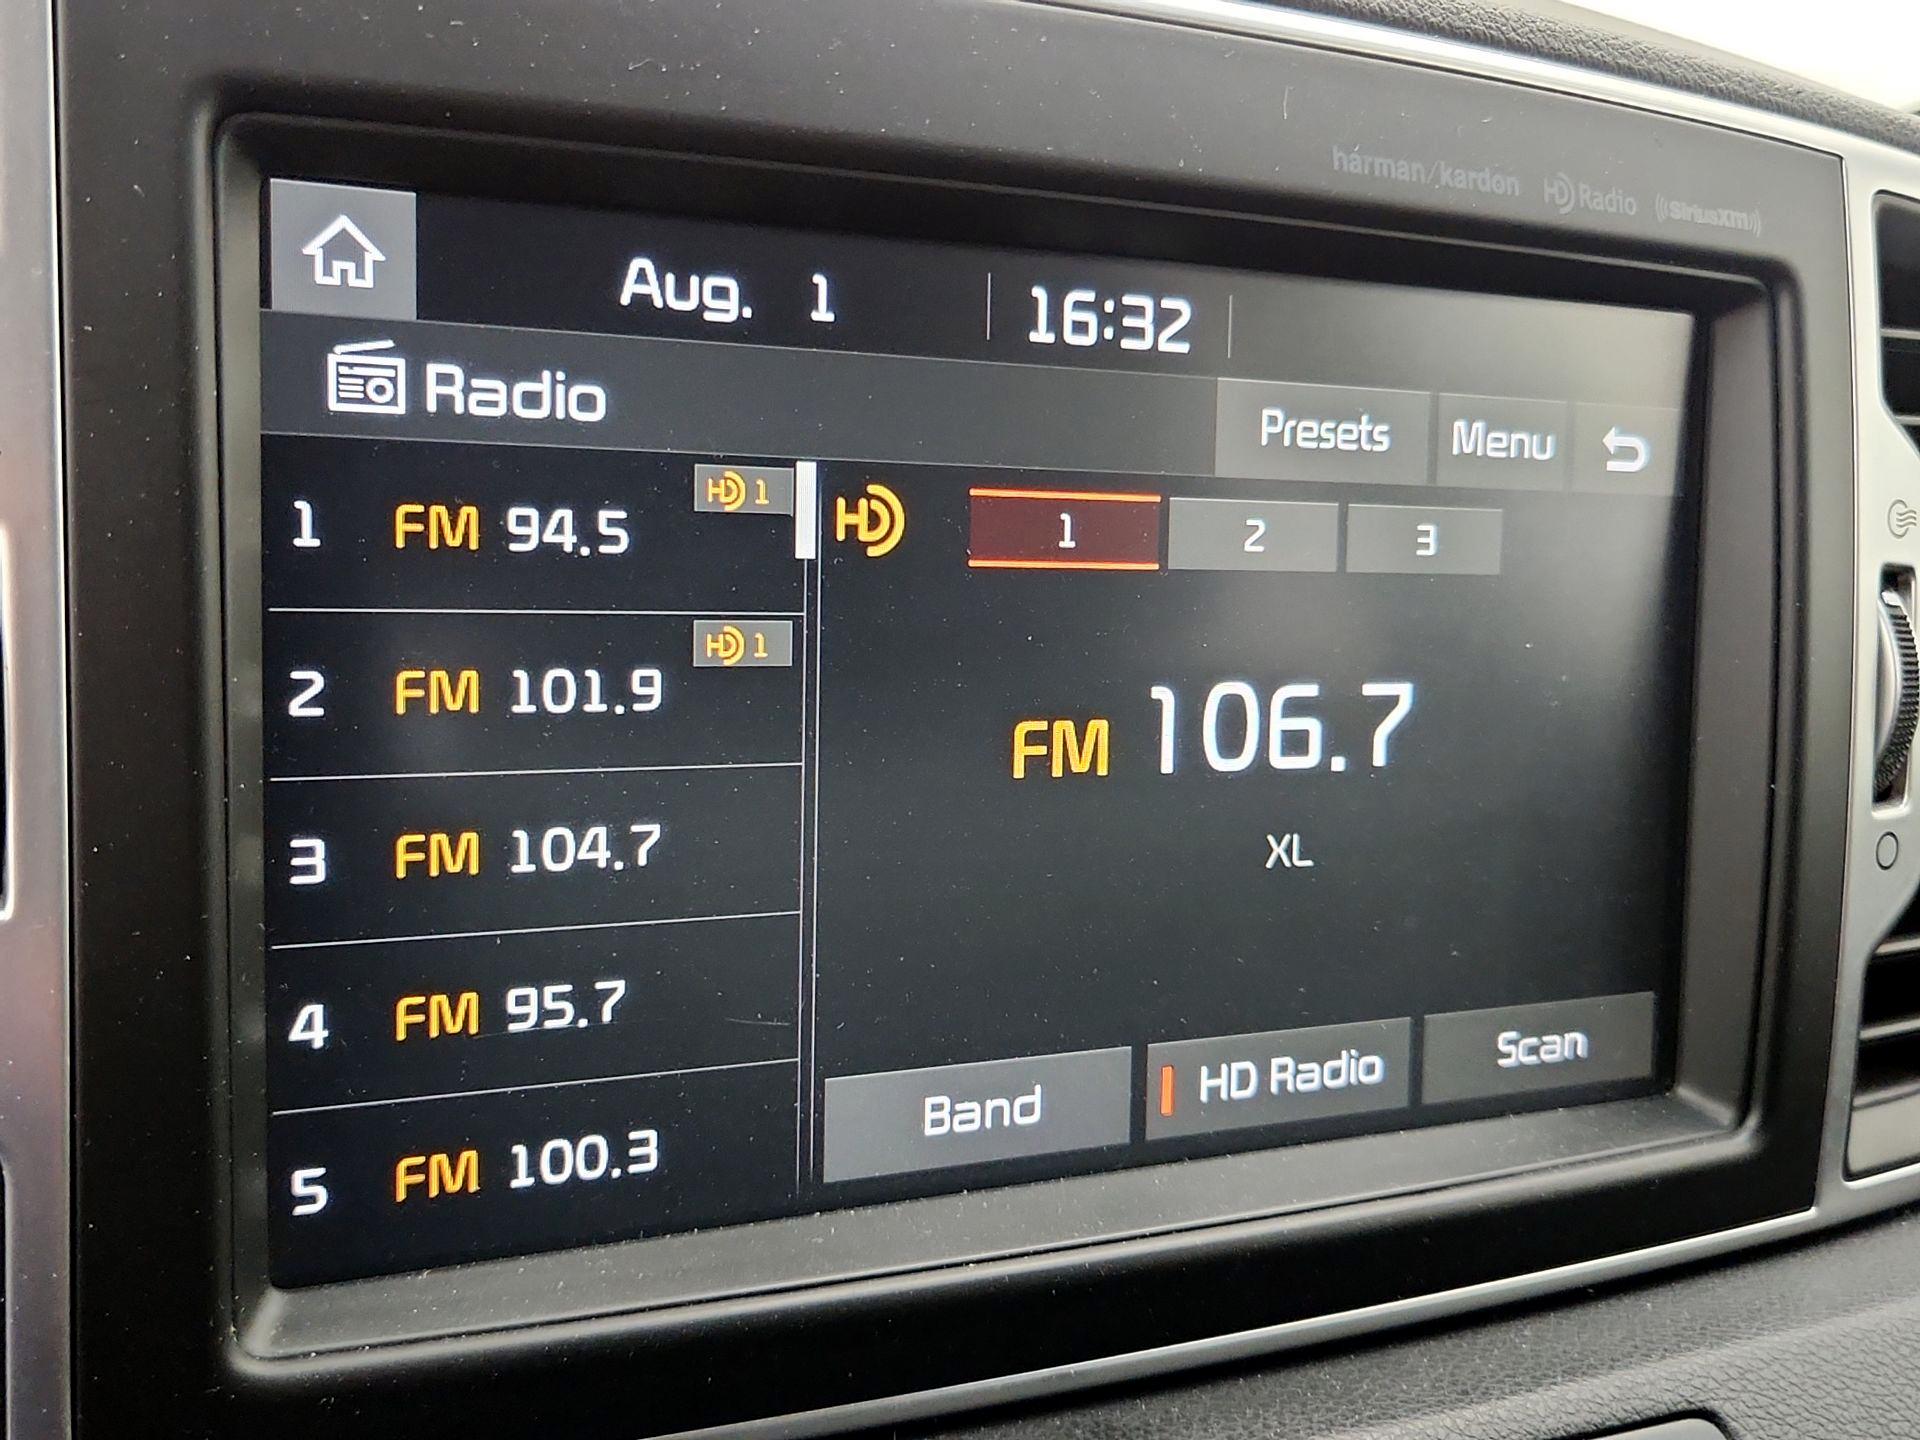 harman/kardon HD Radio ((SiriusXM))
Aug. 1 16:32
Radio
Presets Menu
1 FM 94.5 HD 1
2 FM 101.9 HD 1
3 FM 104.7
4 FM 95.7
5 FM 100.3
HD 1 2 3
FM 106.7
XL
Band HD Radio Scan